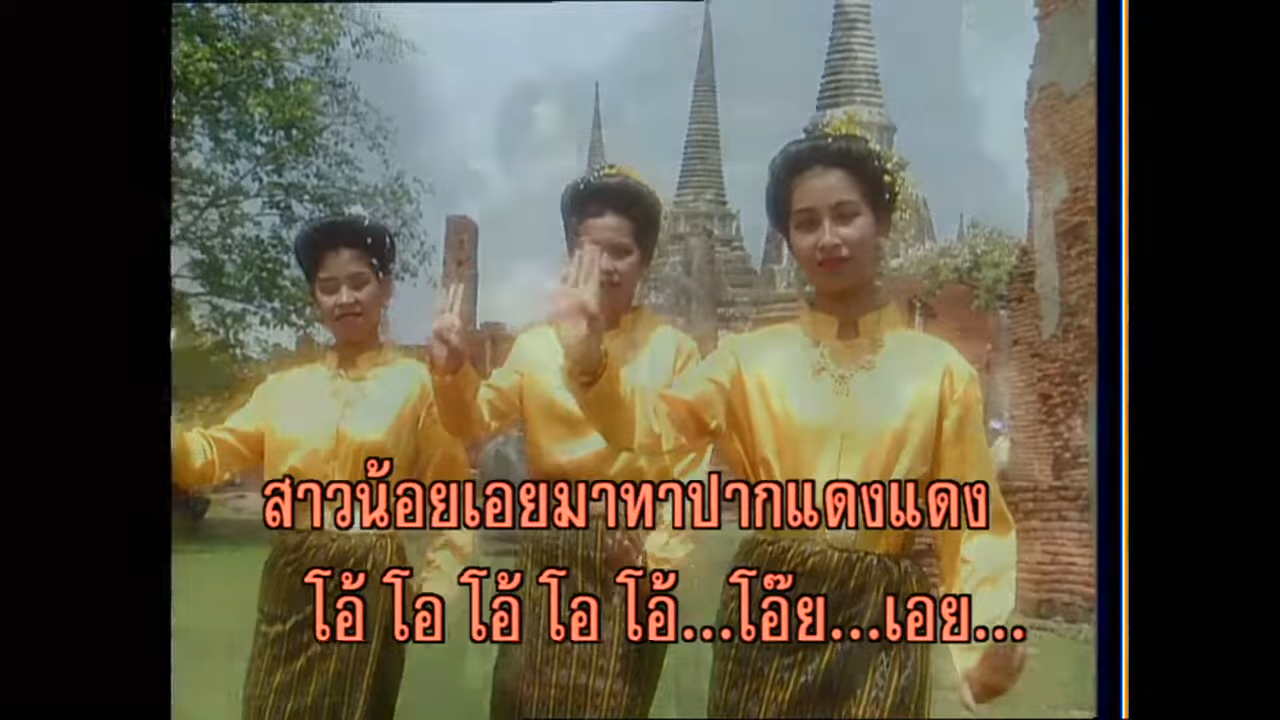 สาวน้อยเอยมาทาปากแดงแดง
โอ้ โอ โอ้ โอ โอ้...โอ๊ย...เอย...